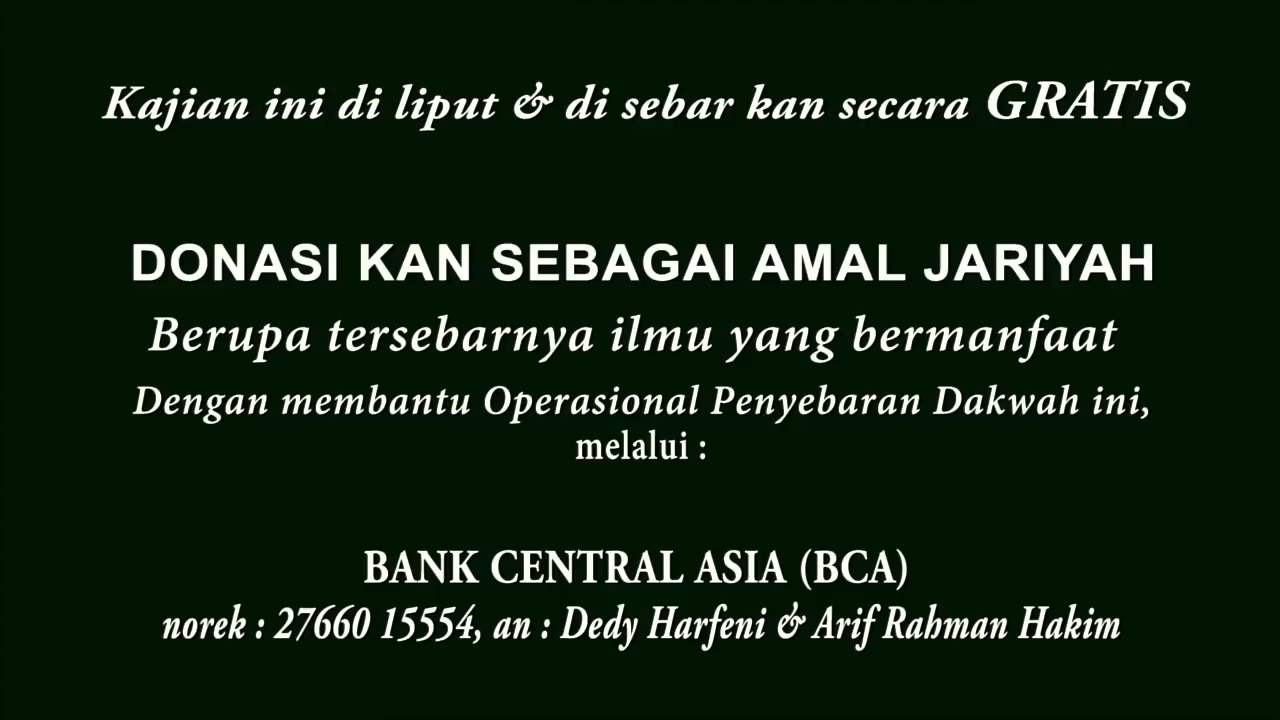 Kajian ini di liput & di sebar kan secara GRATIS
DONASI KAN SEBAGAI AMAL JARIYAH
Berupa tersebarnya ilmu yang bermanfaat
Dengan membantu Operasional Penyebaran Dakwah ini,
melalui :
BANK CENTRAL ASIA (BCA)
norek : 27660 15554, an : Dedy Harfeni & Arif Rahman Hakim